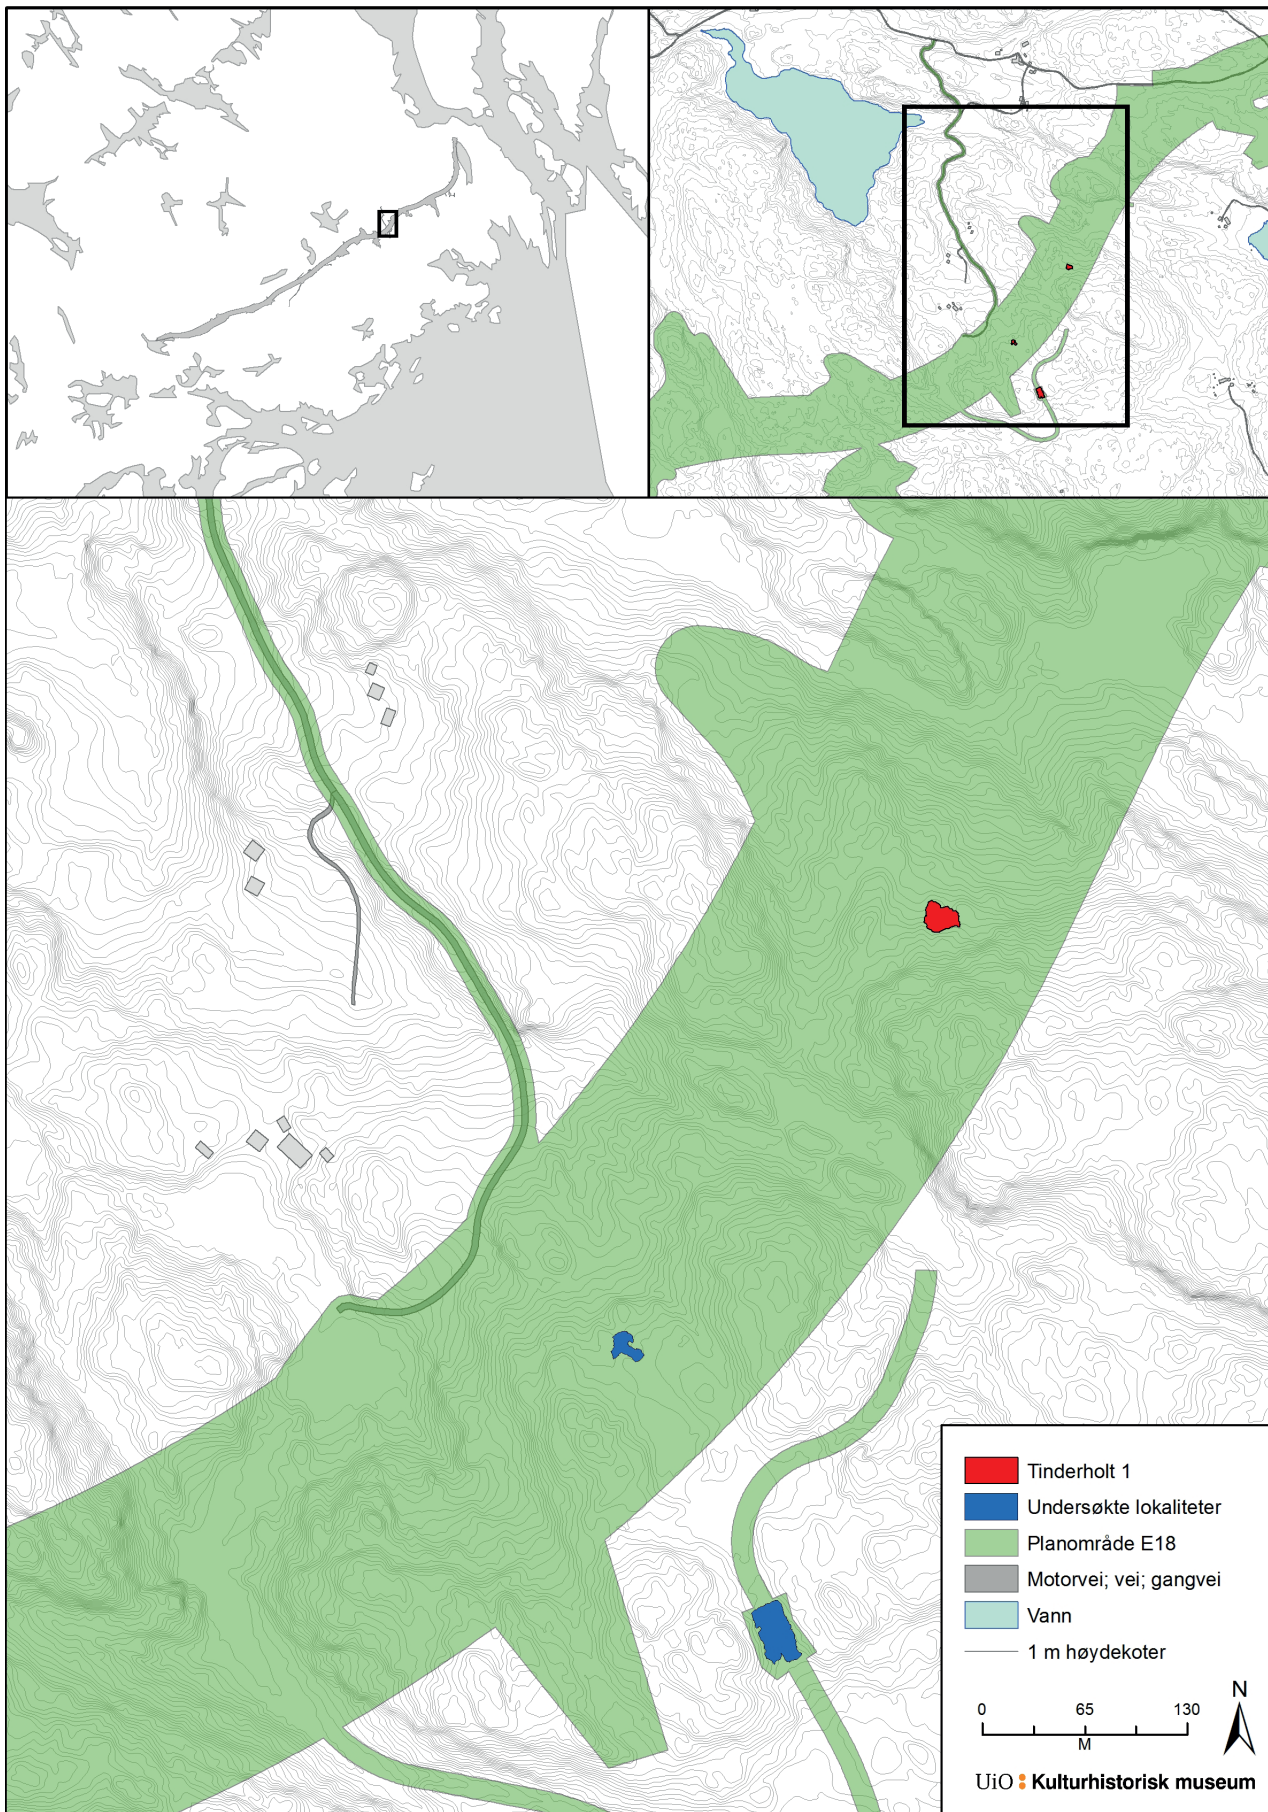 Tinderholt 1
Undersøkte lokaliteter
Planområde E18
Motorvei; vei; gangvei
Vann
1 m høydekoter
N
0 65 130
M
UiO : Kulturhistorisk museum